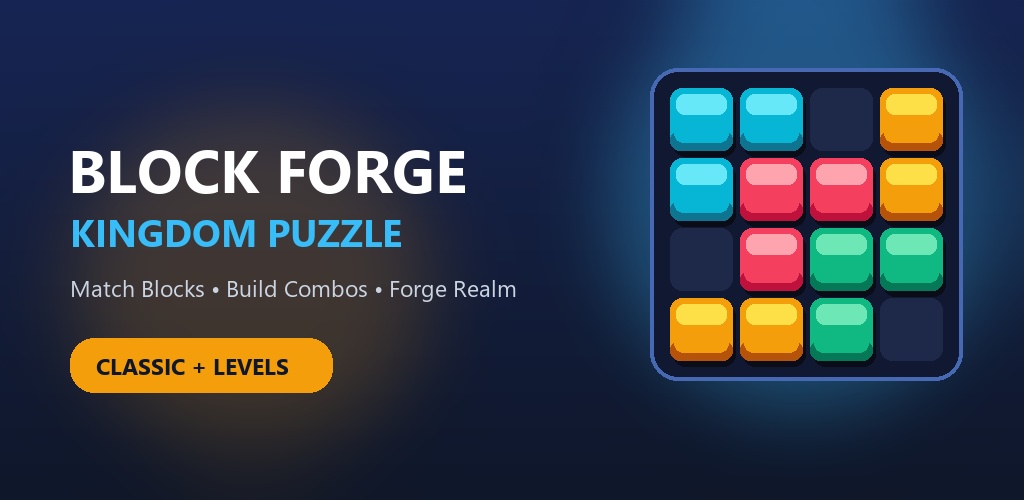 BLOCK FORGE
KINGDOM PUZZLE
Match Blocks • Build Combos • Forge Realm
CLASSIC + LEVELS